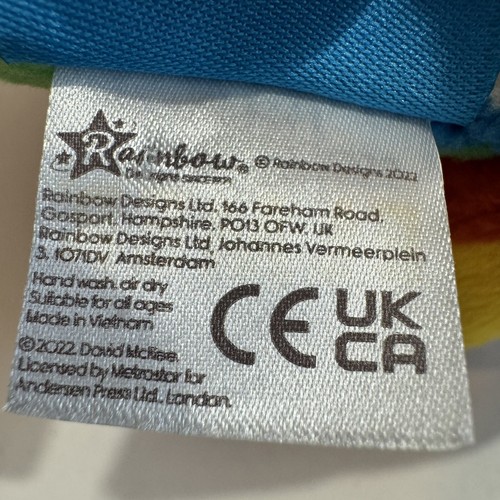 Rainbow © Rainbow Designs 2022
Rainbow Designs Ltd, 166 Fareham Road,
Gosport, Hampshire, PO13 0FW, UK
Rainbow Designs Ltd, Johannes Vermeerplein
5, 1071DV Amsterdam
Hand wash, air dry
Suitable for all ages
Made in Vietnam
CE UK
CA
© 2022, David McKee,
Licensed by Metrostar for
Andersen Press Ltd., London.